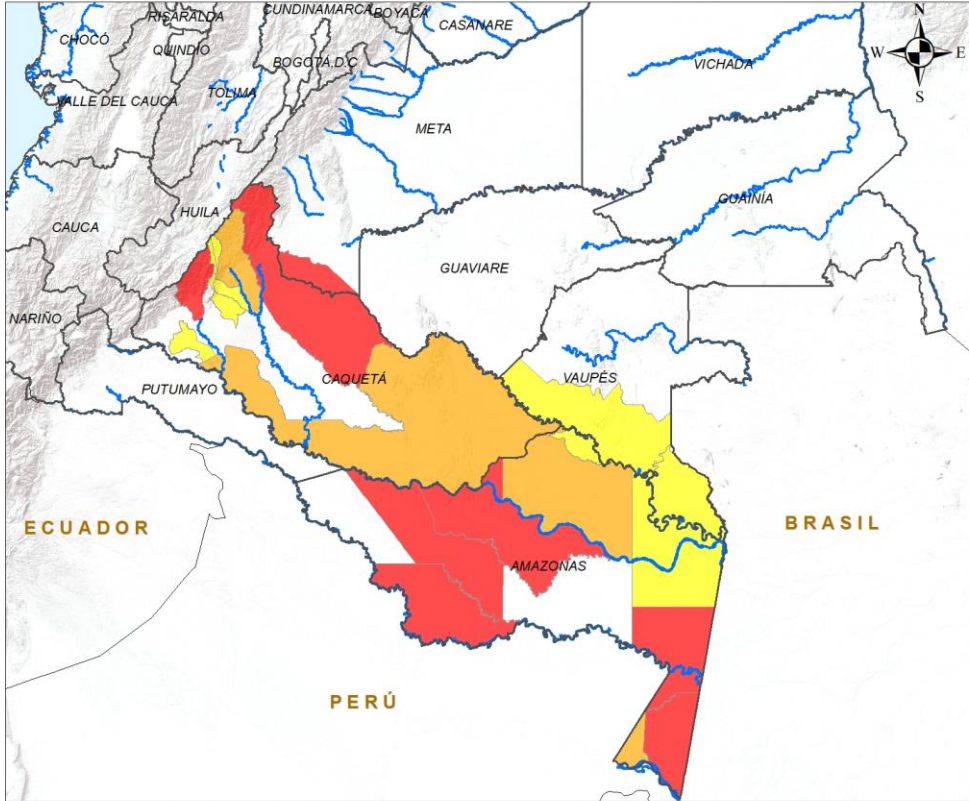 CUNDINAMARCA
BOYACÁ
RISARALDA
CASANARE
N
CHOCÓ
QUINDÍO
BOGOTÁ,D.C
W
E
VICHADA
S
VALLE DEL CAUCA
TOLIMA
META
HUILA
GUAINÍA
CAUCA
GUAVIARE
NARIÑO
CAQUETÁ
VAUPÉS
PUTUMAYO
ECUADOR
BRASIL
AMAZONAS
PERÚ